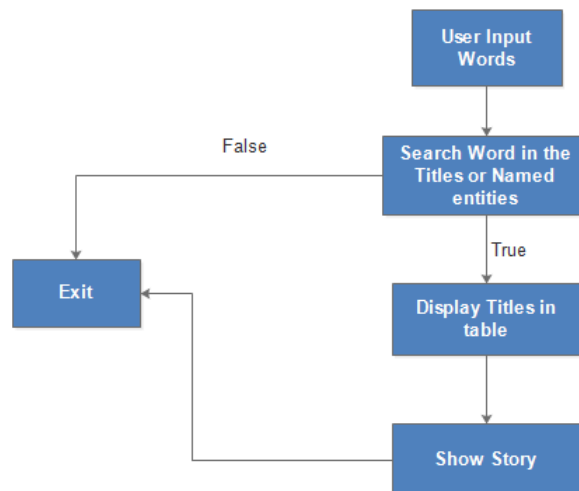 User Input
Words
False
Search Word in the
Titles or Named
entities
True
Exit
Display Titles in
table
Show Story